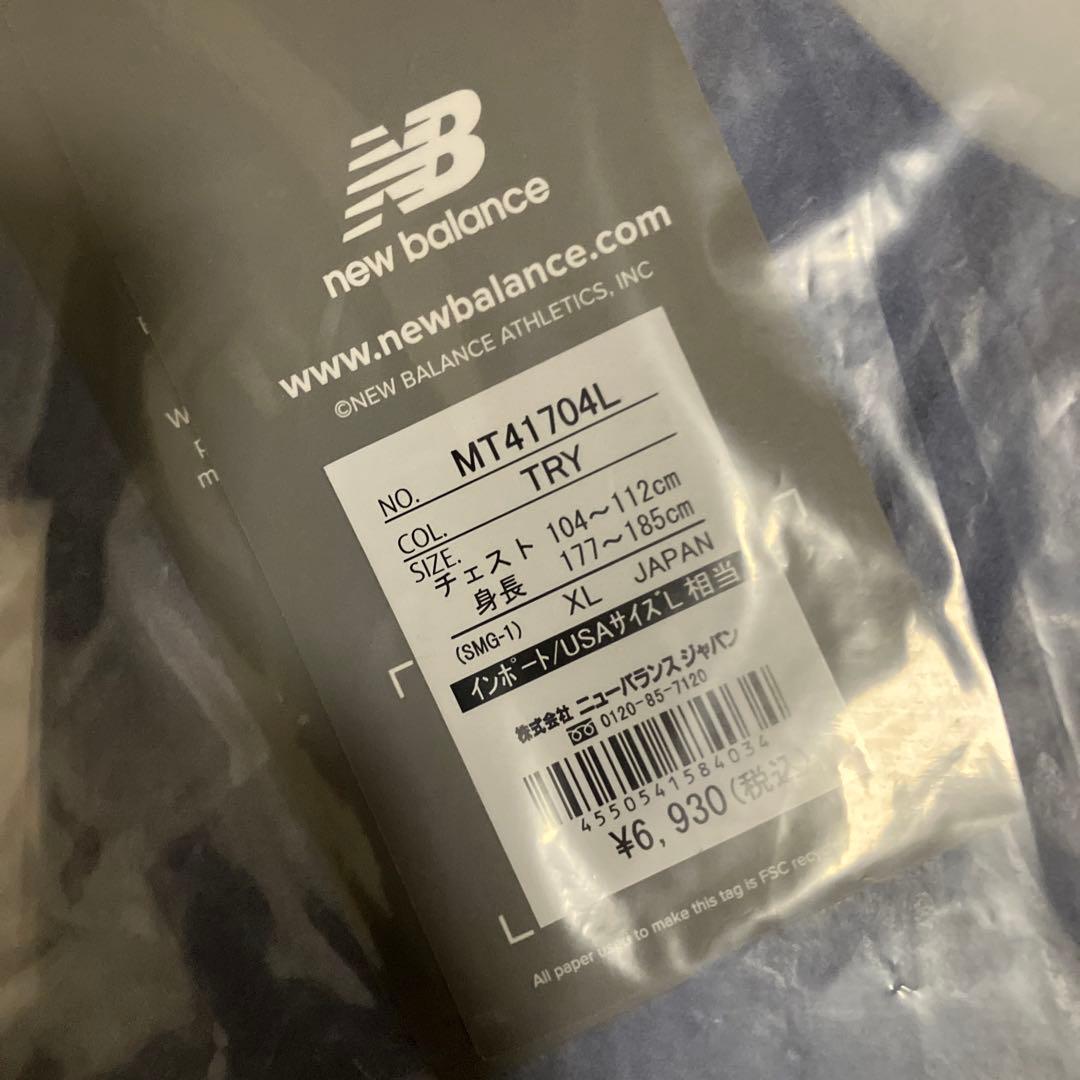 NB
new balance
www.newbalance.com
©NEW BALANCE ATHLETICS, INC
NO. MT41704L
COL. TRY
SIZE. チェスト 104〜112cm
身長 177〜185cm
(SMG-1) XL JAPAN
インポート/USAサイズL 相当
株式会社 ニューバランス ジャパン
0120-85-7120
4550541584034
¥6,930(税込
All paper used to make this tag is FSC